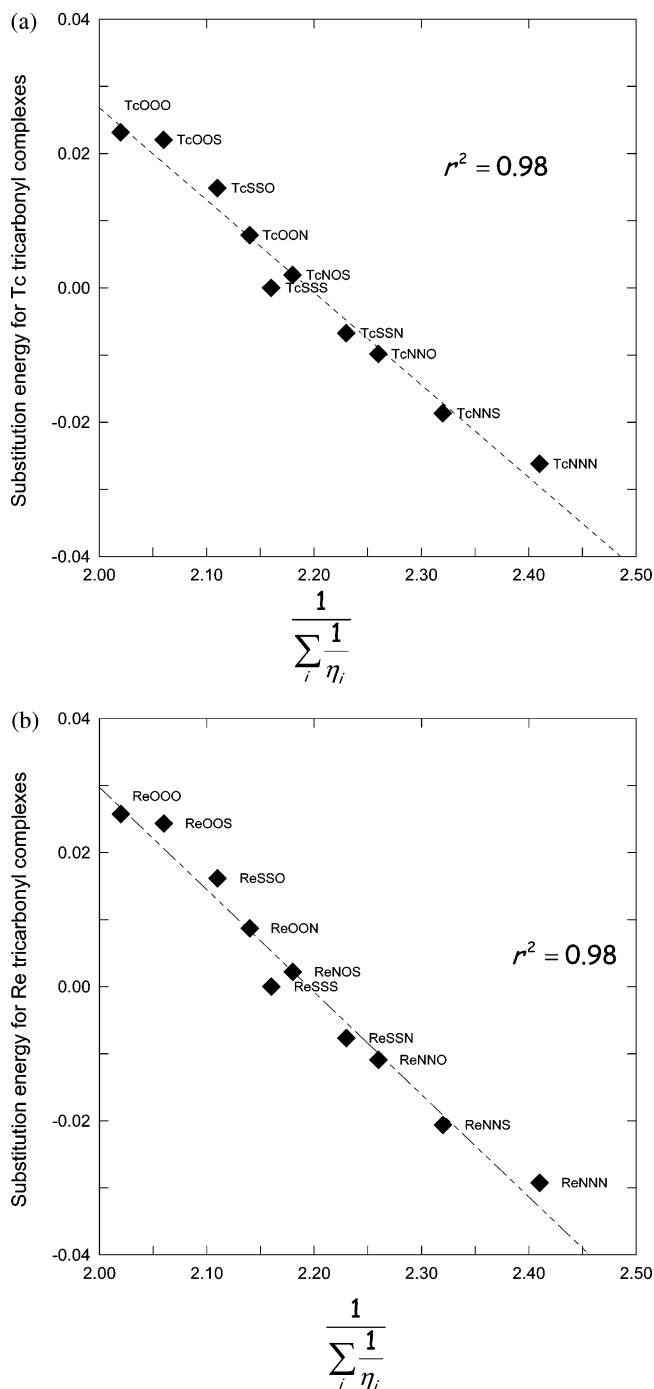 (a)
Substitution energy for Tc tricarbonyl complexes
0.04
0.02
0.00
-0.02
-0.04
TcOOO
TcOOS
r² = 0.98
TcSSO
TcOON
TcNOS
TcSSS
TcSSN
TcNNO
TcNNS
TcNNN
2.00 2.10 2.20 2.30 2.40 2.50
1
∑ 1
i ηi
(b)
Substitution energy for Re tricarbonyl complexes
0.04
0.02
0.00
-0.02
-0.04
ReOOO
ReOOS
ReSSO
ReOON
r² = 0.98
ReNOS
ReSSS
ReSSN
ReNNO
ReNNS
ReNNN
2.00 2.10 2.20 2.30 2.40 2.50
1
∑ 1
i ηi